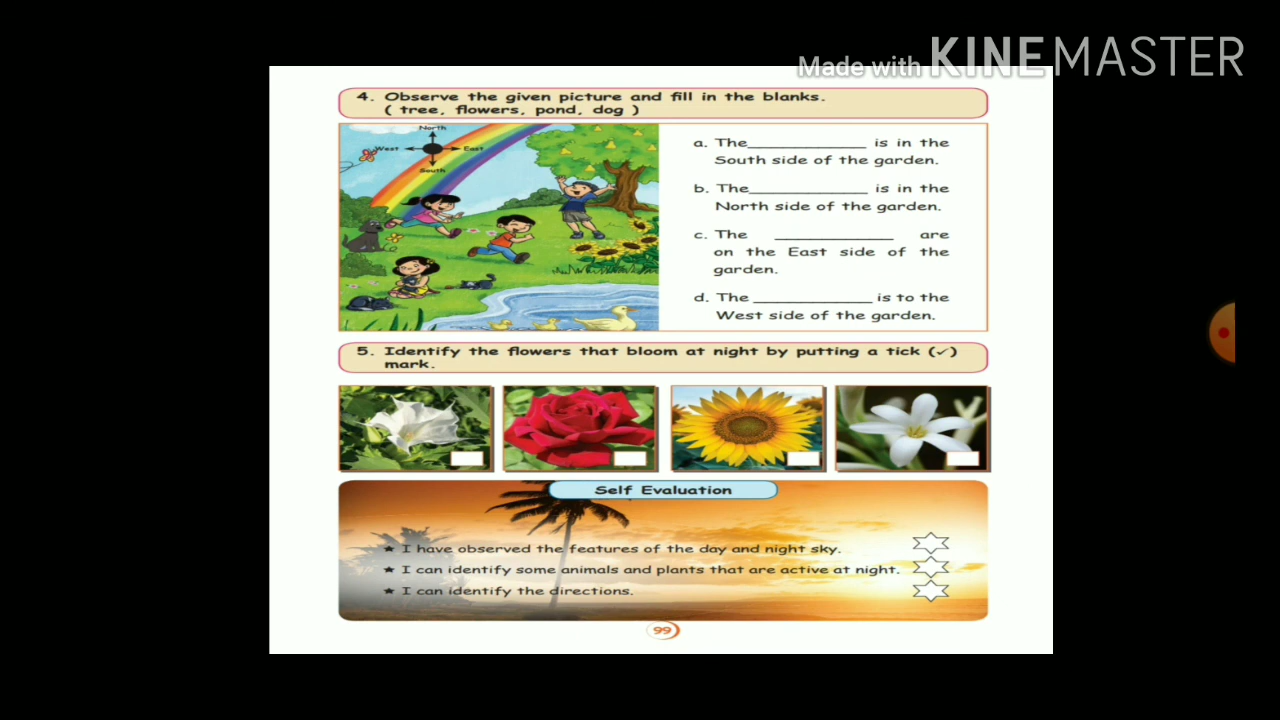 Made with KINEMASTER
4. Observe the given picture and fill in the blanks.
( tree, flowers, pond, dog )
North
West East
South
a. The____________ is in the
South side of the garden.
b. The____________ is in the
North side of the garden.
c. The ____________ are
on the East side of the
garden.
d. The ____________ is to the
West side of the garden.
5. Identify the flowers that bloom at night by putting a tick (✓)
mark.
Self Evaluation
★ I have observed the features of the day and night sky.
★ I can identify some animals and plants that are active at night.
★ I can identify the directions.
99